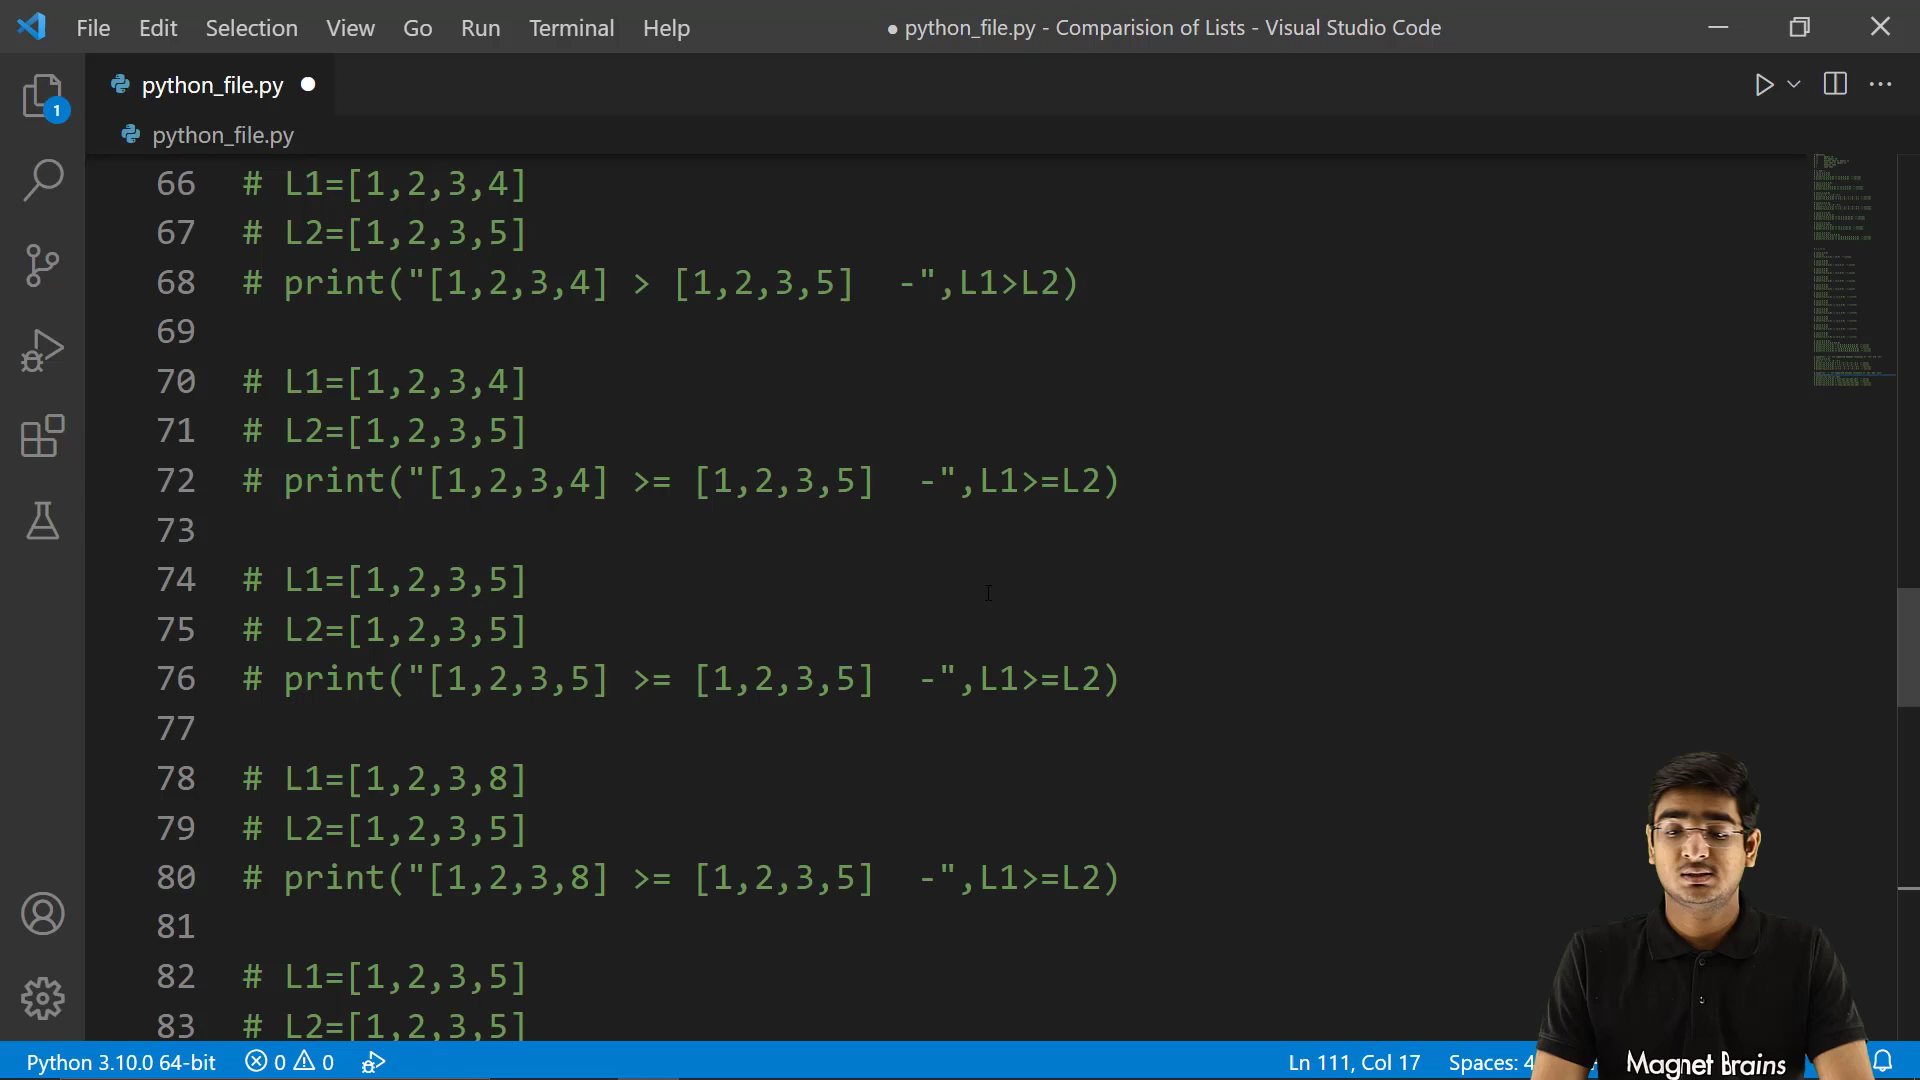 File Edit Selection View Go Run Terminal Help ● python_file.py - Comparision of Lists - Visual Studio Code
python_file.py
python_file.py
1
66 # L1=[1,2,3,4]
67 # L2=[1,2,3,5]
68 # print("[1,2,3,4] > [1,2,3,5]  -",L1>L2)
69
70 # L1=[1,2,3,4]
71 # L2=[1,2,3,5]
72 # print("[1,2,3,4] >= [1,2,3,5]  -",L1>=L2)
73
74 # L1=[1,2,3,5]
75 # L2=[1,2,3,5]
76 # print("[1,2,3,5] >= [1,2,3,5]  -",L1>=L2)
77
78 # L1=[1,2,3,8]
79 # L2=[1,2,3,5]
80 # print("[1,2,3,8] >= [1,2,3,5]  -",L1>=L2)
81
82 # L1=[1,2,3,5]
83 # L2=[1,2,3,5]
Python 3.10.0 64-bit 0 0 Ln 111, Col 17 Spaces: 4
Magnet Brains